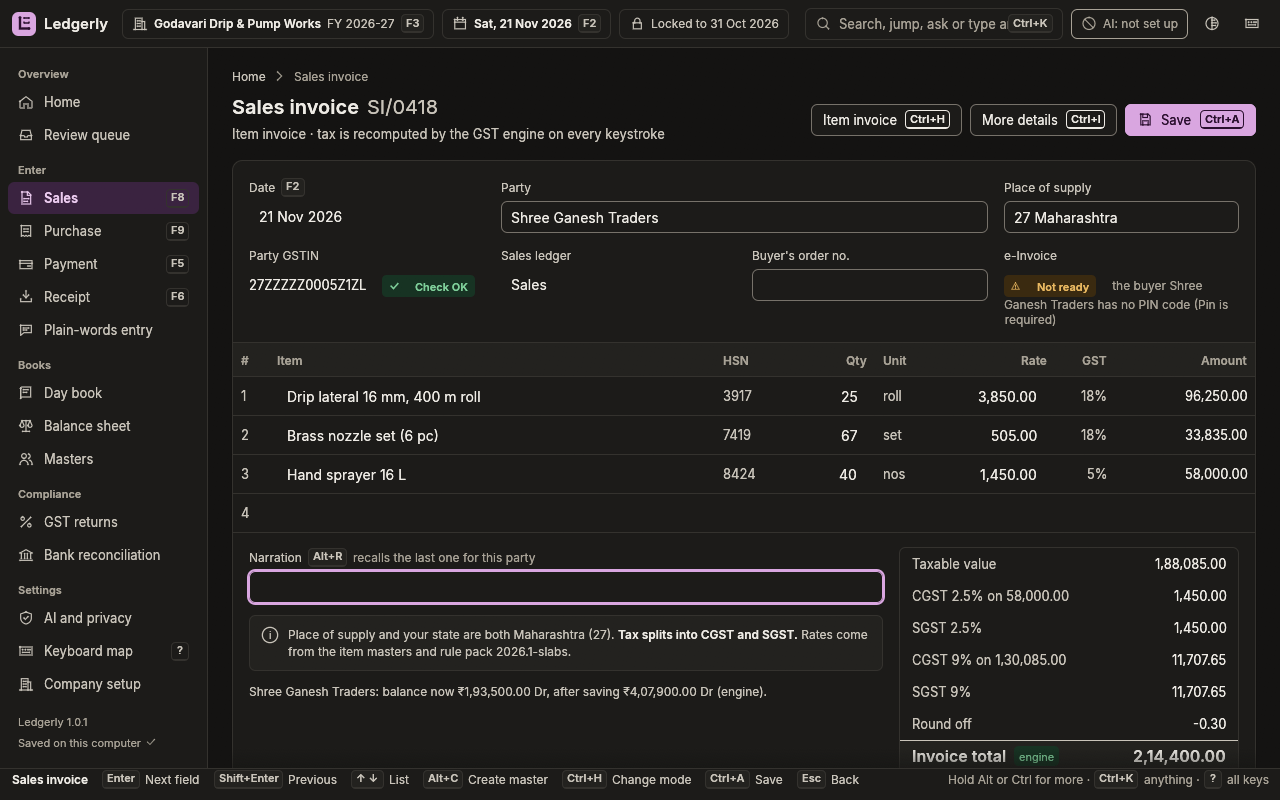 Ledgerly
Godavari Drip & Pump Works FY 2026-27 F3
Sat, 21 Nov 2026 F2
Locked to 31 Oct 2026
Search, jump, ask or type a Ctrl+K
AI: not set up
Overview
Home
Review queue
Enter
Sales F8
Purchase F9
Payment F5
Receipt F6
Plain-words entry
Books
Day book
Balance sheet
Masters
Compliance
GST returns
Bank reconciliation
Settings
AI and privacy
Keyboard map ?
Company setup
Ledgerly 1.0.1
Saved on this computer
Home > Sales invoice
Sales invoice SI/0418
Item invoice · tax is recomputed by the GST engine on every keystroke
Item invoice Ctrl+H
More details Ctrl+I
Save Ctrl+A
Date F2
21 Nov 2026
Party
Shree Ganesh Traders
Place of supply
27 Maharashtra
Party GSTIN
27ZZZZZ0005Z1ZL Check OK
Sales ledger
Sales
Buyer's order no.
e-Invoice
Not ready the buyer Shree
Ganesh Traders has no PIN code (Pin is
required)
# Item HSN Qty Unit Rate GST Amount
1 Drip lateral 16 mm, 400 m roll 3917 25 roll 3,850.00 18% 96,250.00
2 Brass nozzle set (6 pc) 7419 67 set 505.00 18% 33,835.00
3 Hand sprayer 16 L 8424 40 nos 1,450.00 5% 58,000.00
4
Narration Alt+R recalls the last one for this party
Place of supply and your state are both Maharashtra (27). Tax splits into CGST and SGST. Rates come
from the item masters and rule pack 2026.1-slabs.
Shree Ganesh Traders: balance now ₹1,93,500.00 Dr, after saving ₹4,07,900.00 Dr (engine).
Taxable value 1,88,085.00
CGST 2.5% on 58,000.00 1,450.00
SGST 2.5% 1,450.00
CGST 9% on 1,30,085.00 11,707.65
SGST 9% 11,707.65
Round off -0.30
Invoice total engine 2,14,400.00
Sales invoice Enter Next field Shift+Enter Previous ↑↓ List Alt+C Create master Ctrl+H Change mode Ctrl+A Save Esc Back
Hold Alt or Ctrl for more · Ctrl+K anything · ? all keys